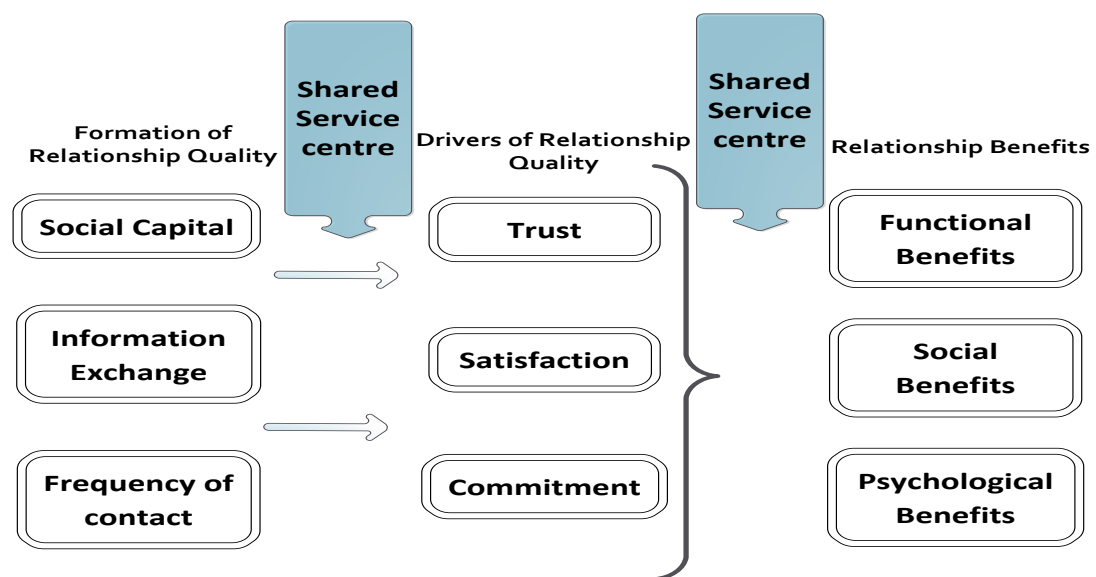 Formation of
Relationship Quality
Social Capital
Information
Exchange
Frequency of
contact
Shared
Service
centre
Drivers of Relationship
Quality
Trust
Satisfaction
Commitment
Shared
Service
centre
Relationship Benefits
Functional
Benefits
Social
Benefits
Psychological
Benefits